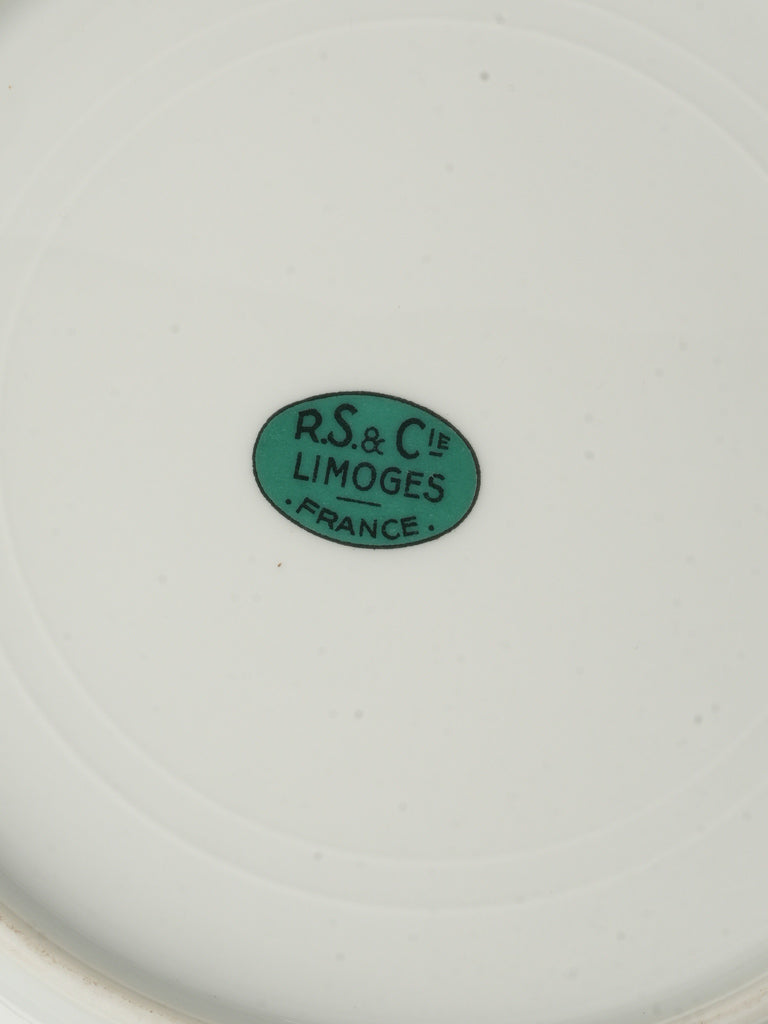 R.S. & CIE
LIMOGES
· FRANCE ·